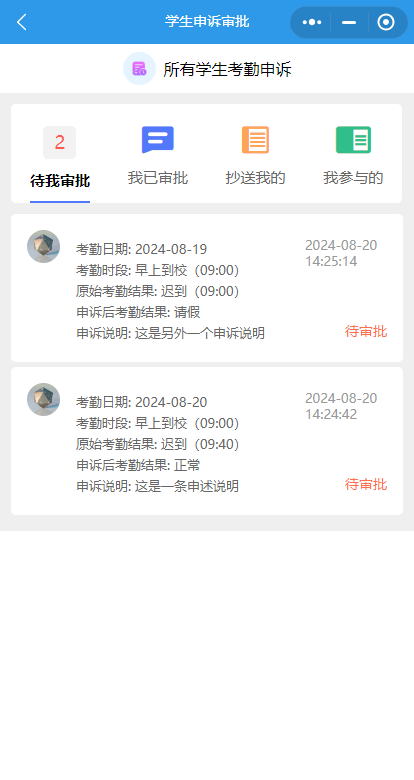 学生申诉审批
所有学生考勤申诉
2
待我审批
我已审批
抄送我的
我参与的
考勤日期: 2024-08-19
2024-08-20
14:25:14
考勤时段: 早上到校（09:00）
原始考勤结果: 迟到（09:00）
申诉后考勤结果: 请假
申诉说明: 这是另外一个申诉说明
待审批
考勤日期: 2024-08-20
2024-08-20
14:24:42
考勤时段: 早上到校（09:00）
原始考勤结果: 迟到（09:40）
申诉后考勤结果: 正常
申诉说明: 这是一条申述说明
待审批